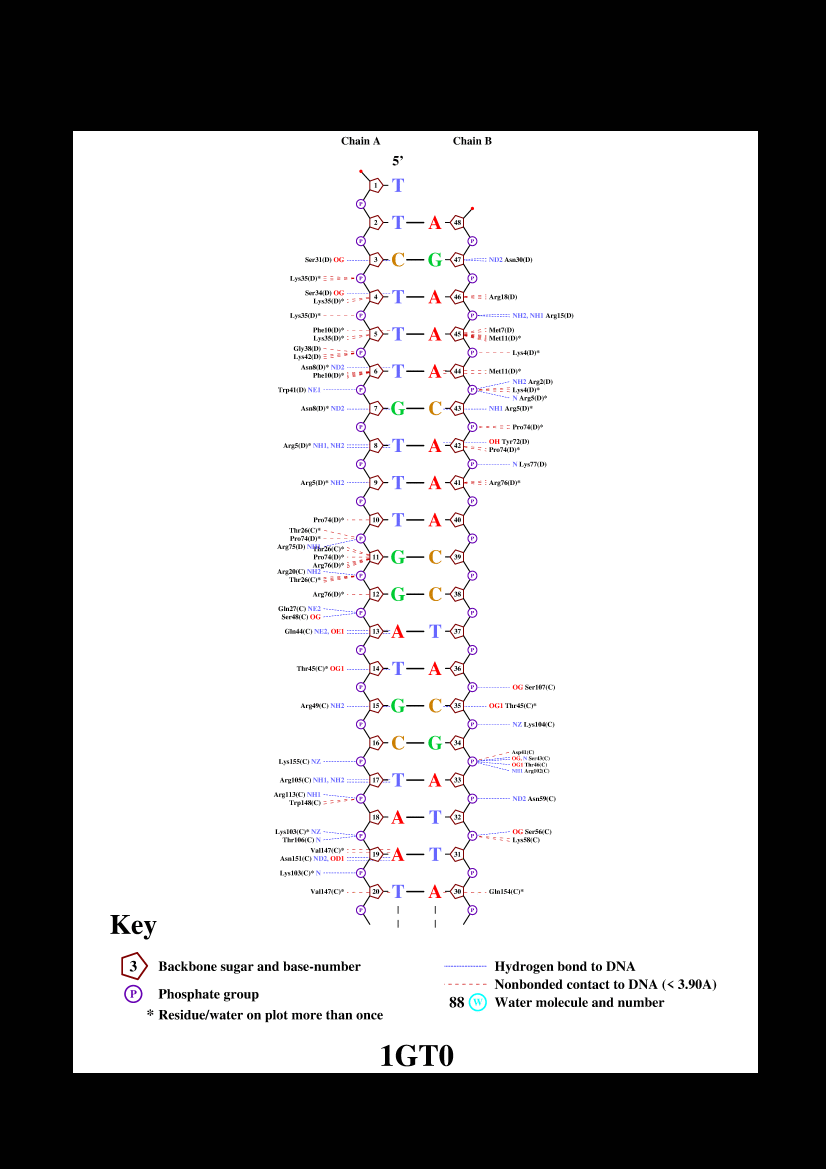 Chain A Chain B
5’
1 T
P
2 T A 48
P P
Ser31(D) OG 3 C G 47 ND2 Asn30(D)
Lys35(D)* P P
Ser34(D) OG
Lys35(D)* 4 T A 46 Arg18(D)
Lys35(D)* P P NH2, NH1 Arg15(D)
Phe10(D)* Met7(D)
Lys35(D)* 5 T A 45 Met11(D)*
Gly38(D)
Lys42(D) P P Lys4(D)*
Asn8(D)* ND2
Phe10(D)* 6 T A 44 Met11(D)*
NH2 Arg2(D)
Trp41(D) NE1 P P Lys4(D)*
N Arg5(D)*
Asn8(D)* ND2 7 G C 43 NH1 Arg5(D)*
P P Pro74(D)*
OH Tyr72(D)
Arg5(D)* NH1, NH2 8 T A 42 Pro74(D)*
P P N Lys77(D)
Arg5(D)* NH2 9 T A 41 Arg76(D)*
P P
Pro74(D)* 10 T A 40
Thr26(C)*
Pro74(D)* P P
Arg75(D)
Thr26(C)*
Pro74(D)* 11 G C 39
Arg76(D)*
Arg20(C) NH2
Thr26(C)* P P
Arg76(D)* 12 G C 38
Gln27(C) NE2
Ser48(C) OG P P
Gln44(C) NE2, OE1 13 A T 37
P P
Thr45(C)* OG1 14 T A 36
P P OG Ser107(C)
Arg49(C) NH2 15 G C 35 OG1 Thr45(C)*
P P NZ Lys104(C)
16 C G 34
Asp41(C)
OG, N Ser43(C)
Lys155(C) NZ P P OG1 Thr46(C)
NH1 Arg102(C)
Arg105(C) NH1, NH2 17 T A 33
Arg113(C) NH1
Trp148(C) P P ND2 Asn59(C)
18 A T 32
Lys103(C)* NZ OG Ser56(C)
Thr106(C) N P P Lys58(C)
Val147(C)*
Asn151(C) ND2, OD1 19 A T 31
Lys103(C)* N P P
Val147(C)* 20 T A 30 Gln154(C)*
P P
Key
3 Backbone sugar and base-number
P Phosphate group
* Residue/water on plot more than once
Hydrogen bond to DNA
Nonbonded contact to DNA (< 3.90A)
88 W Water molecule and number
1GT0